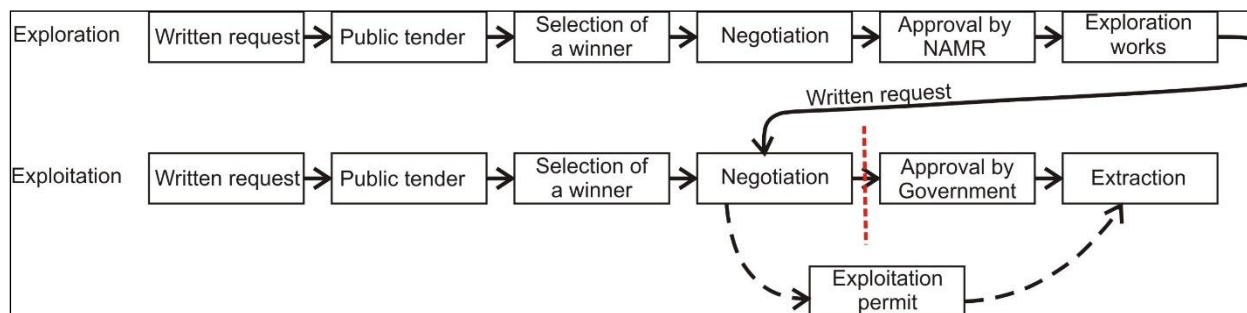 Exploration
Written request
Public tender
Selection of
a winner
Negotiation
Approval by
NAMR
Exploration
works
Written request
Exploitation
Written request
Public tender
Selection of
a winner
Negotiation
Approval by
Government
Extraction
Exploitation
permit